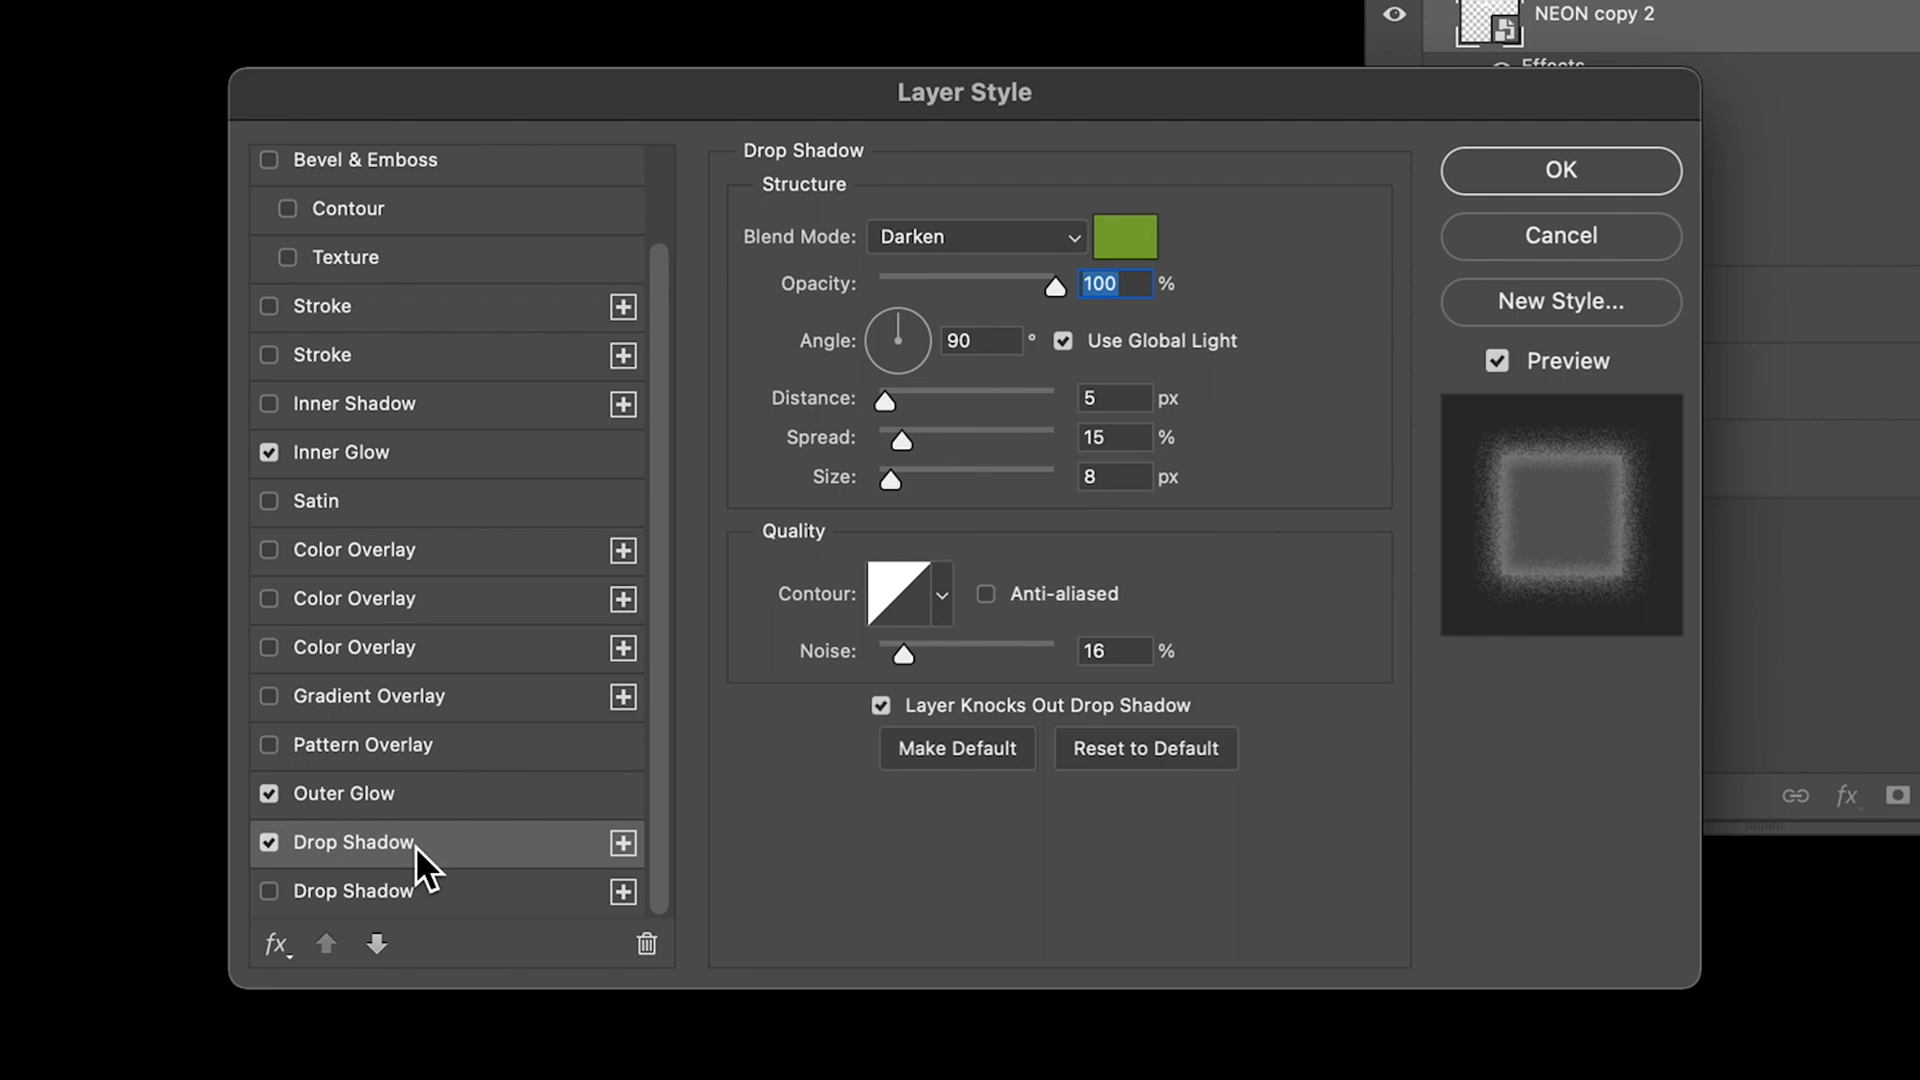 NEON copy 2
Effects
Layer Style
Bevel & Emboss
Contour
Texture
Stroke
Stroke
Inner Shadow
Inner Glow
Satin
Color Overlay
Color Overlay
Color Overlay
Gradient Overlay
Pattern Overlay
Outer Glow
Drop Shadow
Drop Shadow
fx
Drop Shadow
Structure
Blend Mode: Darken
Opacity: 100 %
Angle: 90 ° Use Global Light
Distance: 5 px
Spread: 15 %
Size: 8 px
Quality
Contour: Anti-aliased
Noise: 16 %
Layer Knocks Out Drop Shadow
Make Default Reset to Default
OK
Cancel
New Style...
Preview
fx